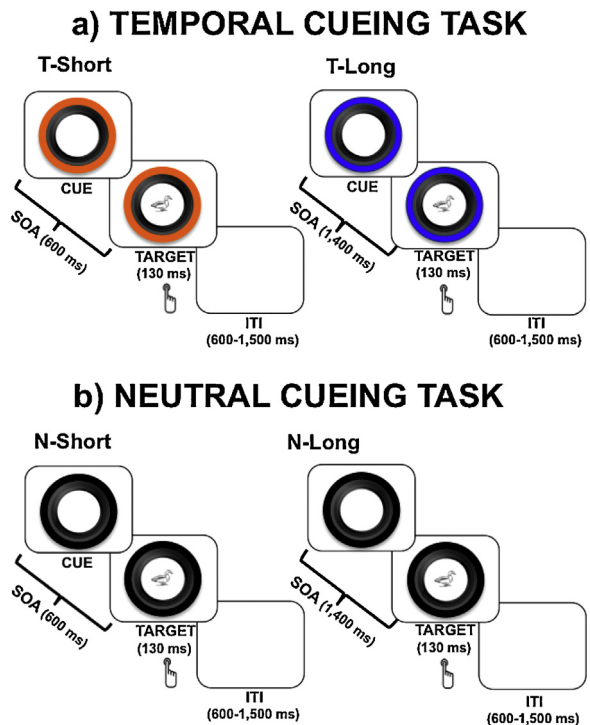 a) TEMPORAL CUEING TASK
T-Short
CUE
SOA (600 ms)
TARGET
(130 ms)
ITI
(600-1,500 ms)
T-Long
CUE
SOA (1,400 ms)
TARGET
(130 ms)
ITI
(600-1,500 ms)
b) NEUTRAL CUEING TASK
N-Short
CUE
SOA (600 ms)
TARGET
(130 ms)
ITI
(600-1,500 ms)
N-Long
SOA (1,400 ms)
TARGET
(130 ms)
ITI
(600-1,500 ms)